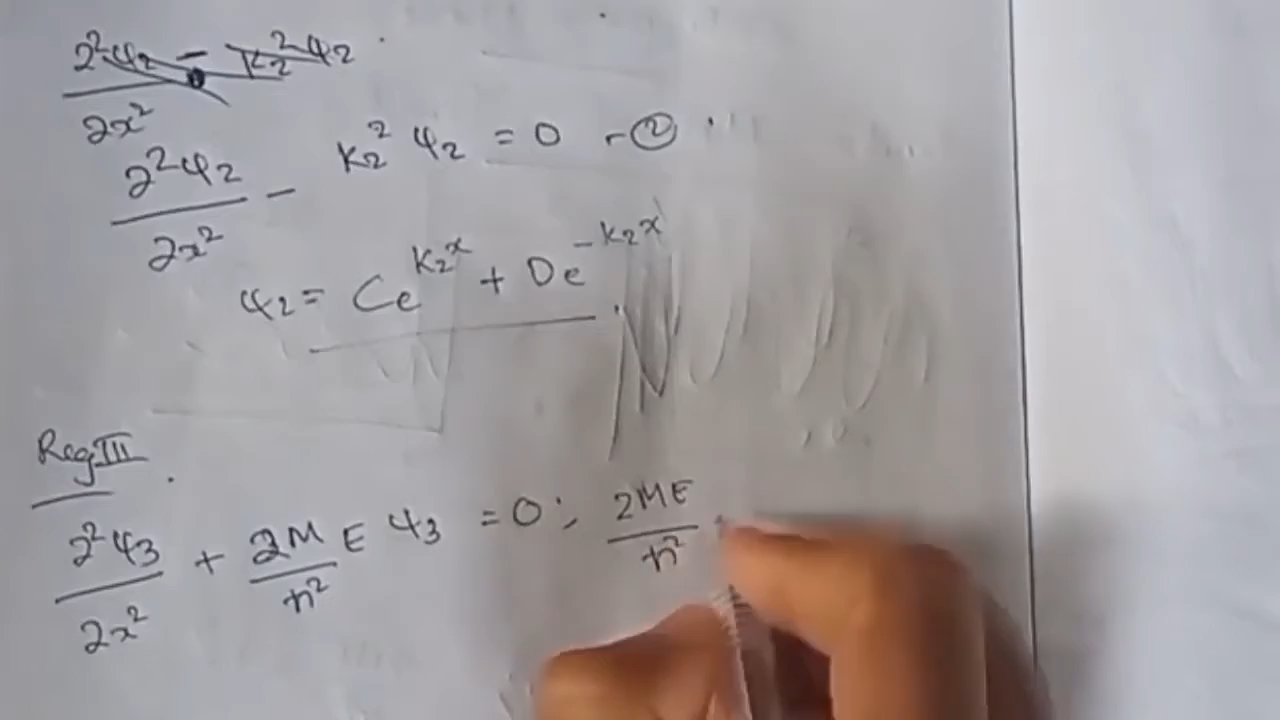 ∂²ψ₂ − k₂²ψ₂
∂x²
∂²ψ₂/∂x² − k₂² ψ₂ = 0 -②
ψ₂ = Ce^{k₂x} + De^{-k₂x}
Reg III
∂²ψ₃/∂x² + 2M/ħ² E ψ₃ = 0 ; 2ME/ħ²